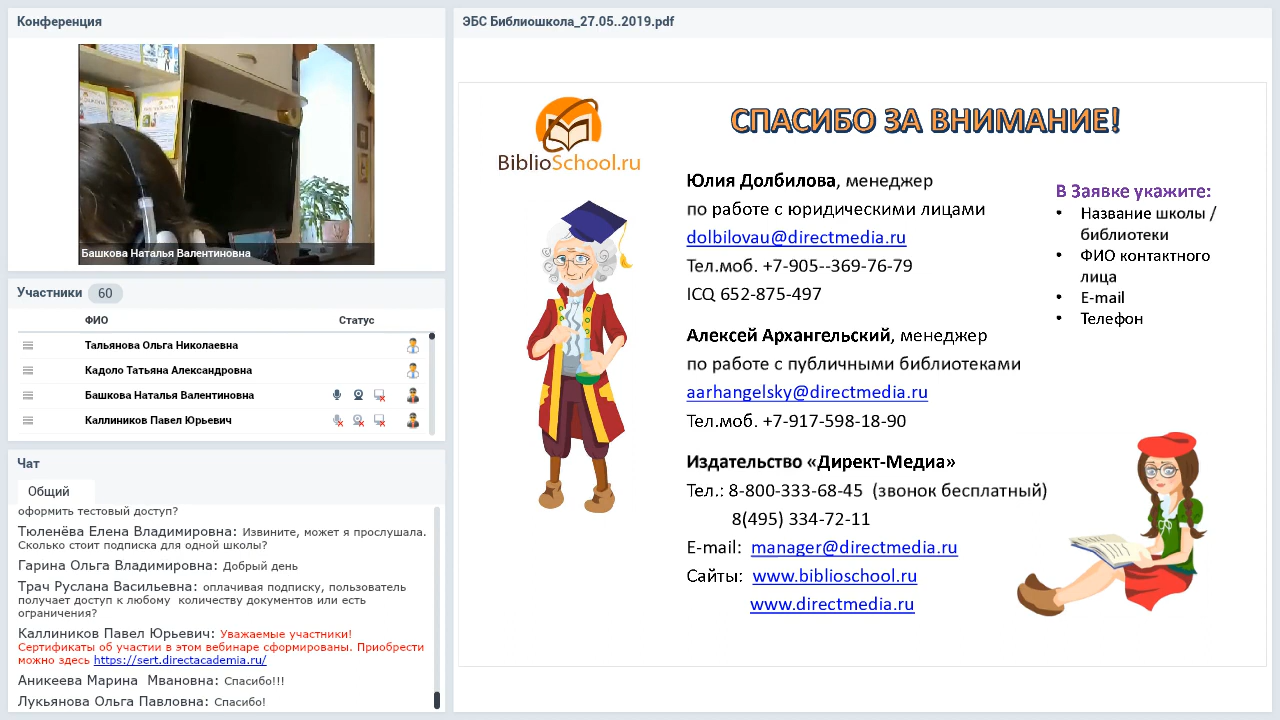 Конференция
Башкова Наталья Валентиновна
Участники 60
ФИО Статус
Тальянова Ольга Николаевна
Кадоло Татьяна Александровна
Башкова Наталья Валентиновна
Каллиников Павел Юрьевич
Чат
Общий
оформить тестовый доступ?
Тюленёва Елена Владимировна: Извините, может я прослушала.
Сколько стоит подписка для одной школы?
Гарина Ольга Владимировна: Добрый день
Трач Руслана Васильевна: оплачивая подписку, пользователь
получает доступ к любому количеству документов или есть
ограничения?
Каллиников Павел Юрьевич: Уважаемые участники!
Сертификаты об участии в этом вебинаре сформированы. Приобрести
можно здесь https://sert.directacademia.ru/
Аникеева Марина Мвановна: Спасибо!!!
Лукьянова Ольга Павловна: Спасибо!
ЭБС Библиошкола_27.05..2019.pdf
BiblioSchool.ru
СПАСИБО ЗА ВНИМАНИЕ!
Юлия Долбилова, менеджер
по работе с юридическими лицами
dolbilovau@directmedia.ru
Тел.моб. +7-905--369-76-79
ICQ 652-875-497
Алексей Архангельский, менеджер
по работе с публичными библиотеками
aarhangelsky@directmedia.ru
Тел.моб. +7-917-598-18-90
Издательство «Директ-Медиа»
Тел.: 8-800-333-68-45 (звонок бесплатный)
8(495) 334-72-11
E-mail: manager@directmedia.ru
Сайты: www.biblioschool.ru
www.directmedia.ru
В Заявке укажите:
• Название школы /
библиотеки
• ФИО контактного
лица
• E-mail
• Телефон